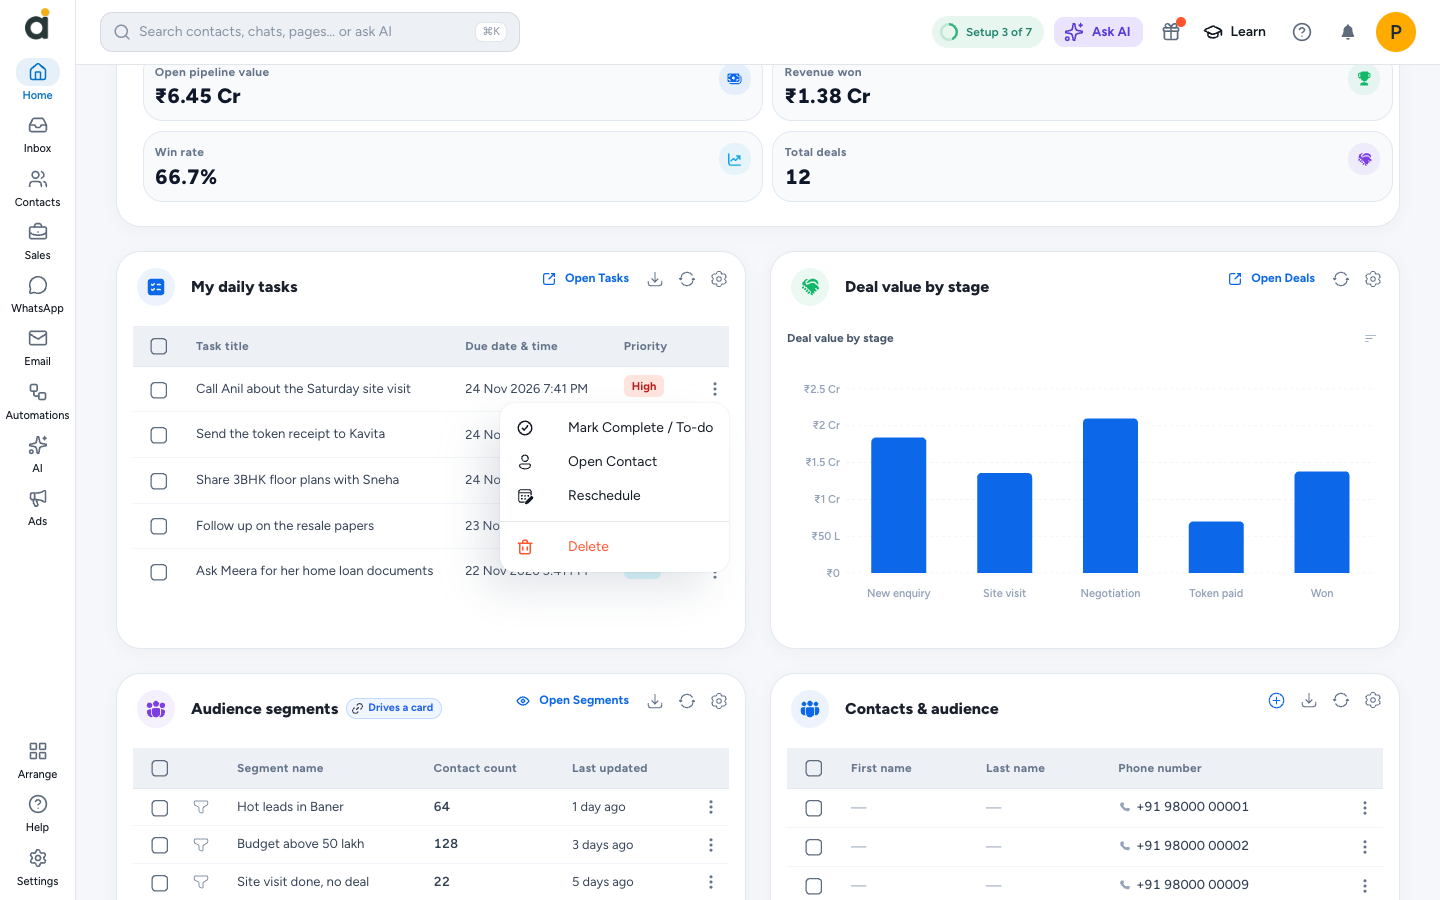 Search contacts, chats, pages... or ask AI
⌘K
Setup 3 of 7
Ask AI
Learn
P
Home
Inbox
Contacts
Sales
WhatsApp
Email
Automations
AI
Ads
Arrange
Help
Settings
Open pipeline value
₹6.45 Cr
Revenue won
₹1.38 Cr
Win rate
66.7%
Total deals
12
My daily tasks
Open Tasks
Task title Due date & time Priority
Call Anil about the Saturday site visit 24 Nov 2026 7:41 PM High
Send the token receipt to Kavita 24 No
Share 3BHK floor plans with Sneha 24 No
Follow up on the resale papers 23 No
Ask Meera for her home loan documents 22 Nov 2026
Mark Complete / To-do
Open Contact
Reschedule
Delete
Deal value by stage
Open Deals
Deal value by stage
₹2.5 Cr
₹2 Cr
₹1.5 Cr
₹1 Cr
₹50 L
₹0
New enquiry Site visit Negotiation Token paid Won
Audience segments
Drives a card
Open Segments
Segment name Contact count Last updated
Hot leads in Baner 64 1 day ago
Budget above 50 lakh 128 3 days ago
Site visit done, no deal 22 5 days ago
Contacts & audience
First name Last name Phone number
— — +91 98000 00001
— — +91 98000 00002
— — +91 98000 00009